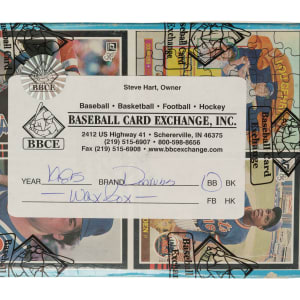 BBCE
Steve Hart, Owner
Baseball • Basketball • Football • Hockey
BASEBALL CARD EXCHANGE, INC.
2412 US Highway 41 • Schererville, IN 46375
(219) 515-6907 • 800-598-8656
Fax (219) 515-6908 • www.bbcexchange.com
BBCE
YEAR 1985 BRAND Donruss BB BK
Wax Box FB HK
Baseball Card
Exchange